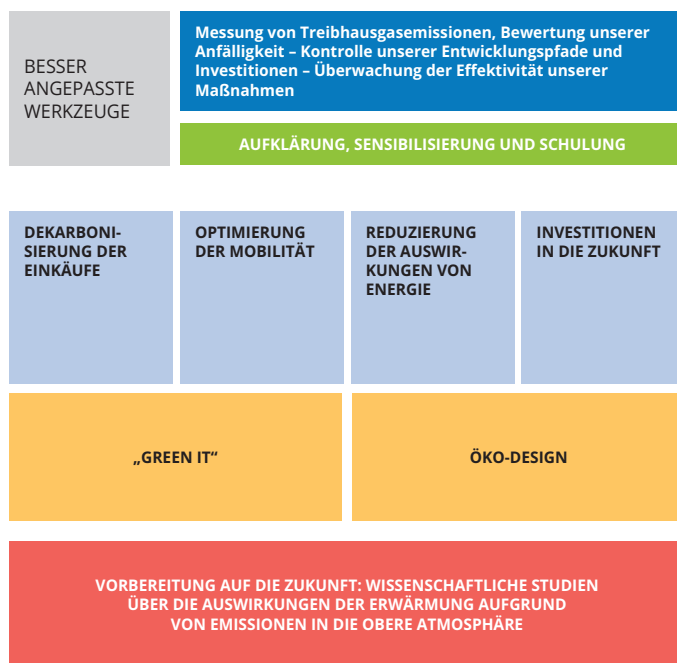 BESSER
ANGEPASSTE
WERKZEUGE
Messung von Treibhausgasemissionen, Bewertung unserer
Anfälligkeit – Kontrolle unserer Entwicklungspfade und
Investitionen – Überwachung der Effektivität unserer
Maßnahmen
AUFKLÄRUNG, SENSIBILISIERUNG UND SCHULUNG
DEKARBONI-
SIERUNG DER
EINKÄUFE
OPTIMIERUNG
DER MOBILITÄT
REDUZIERUNG
DER AUSWIR-
KUNGEN VON
ENERGIE
INVESTITIONEN
IN DIE ZUKUNFT
„GREEN IT“
ÖKO-DESIGN
VORBEREITUNG AUF DIE ZUKUNFT: WISSENSCHAFTLICHE STUDIEN
ÜBER DIE AUSWIRKUNGEN DER ERWÄRMUNG AUFGRUND
VON EMISSIONEN IN DIE OBERE ATMOSPHÄRE